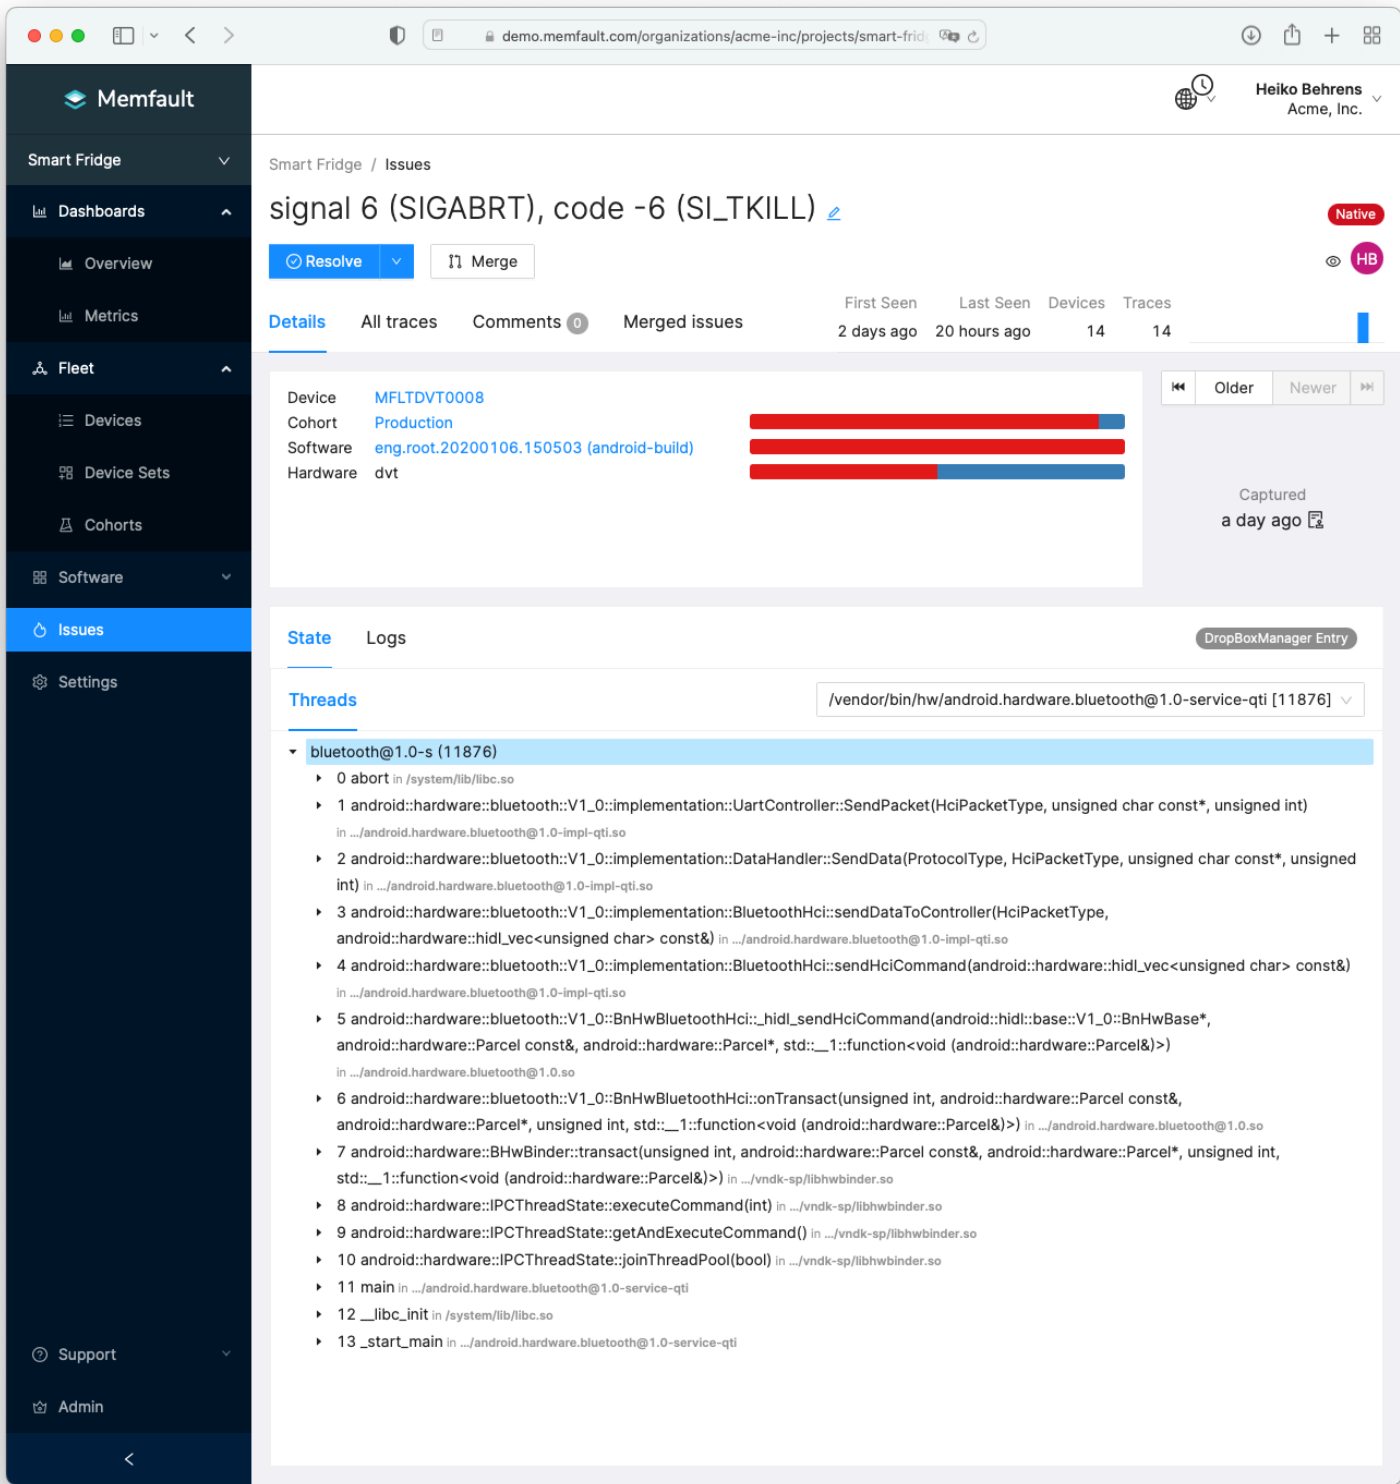 demo.memfault.com/organizations/acme-inc/projects/smart-frid
Memfault
Heiko Behrens
Acme, Inc.
Smart Fridge
Dashboards
Overview
Metrics
Fleet
Devices
Device Sets
Cohorts
Software
Issues
Settings
Support
Admin
Smart Fridge / Issues
signal 6 (SIGABRT), code -6 (SI_TKILL)
Native
Resolve
Merge
HB
Details All traces Comments 0 Merged issues
First Seen Last Seen Devices Traces
2 days ago 20 hours ago 14 14
Device MFLTDVT0008
Cohort Production
Software eng.root.20200106.150503 (android-build)
Hardware dvt
Older Newer
Captured
a day ago
State Logs
DropBoxManager Entry
Threads
/vendor/bin/hw/android.hardware.bluetooth@1.0-service-qti [11876]
bluetooth@1.0-s (11876)
0 abort in /system/lib/libc.so
1 android::hardware::bluetooth::V1_0::implementation::UartController::SendPacket(HciPacketType, unsigned char const*, unsigned int)
in .../android.hardware.bluetooth@1.0-impl-qti.so
2 android::hardware::bluetooth::V1_0::implementation::DataHandler::SendData(ProtocolType, HciPacketType, unsigned char const*, unsigned
int) in .../android.hardware.bluetooth@1.0-impl-qti.so
3 android::hardware::bluetooth::V1_0::implementation::BluetoothHci::sendDataToController(HciPacketType,
android::hardware::hidl_vec<unsigned char> const&) in .../android.hardware.bluetooth@1.0-impl-qti.so
4 android::hardware::bluetooth::V1_0::implementation::BluetoothHci::sendHciCommand(android::hardware::hidl_vec<unsigned char> const&)
in .../android.hardware.bluetooth@1.0-impl-qti.so
5 android::hardware::bluetooth::V1_0::BnHwBluetoothHci::_hidl_sendHciCommand(android::hidl::base::V1_0::BnHwBase*,
android::hardware::Parcel const&, android::hardware::Parcel*, std::__1::function<void (android::hardware::Parcel&)>)
in .../android.hardware.bluetooth@1.0.so
6 android::hardware::bluetooth::V1_0::BnHwBluetoothHci::onTransact(unsigned int, android::hardware::Parcel const&,
android::hardware::Parcel*, unsigned int, std::__1::function<void (android::hardware::Parcel&)>) in .../android.hardware.bluetooth@1.0.so
7 android::hardware::BHwBinder::transact(unsigned int, android::hardware::Parcel const&, android::hardware::Parcel*, unsigned int,
std::__1::function<void (android::hardware::Parcel&)>) in .../vndk-sp/libhwbinder.so
8 android::hardware::IPCThreadState::executeCommand(int) in .../vndk-sp/libhwbinder.so
9 android::hardware::IPCThreadState::getAndExecuteCommand() in .../vndk-sp/libhwbinder.so
10 android::hardware::IPCThreadState::joinThreadPool(bool) in .../vndk-sp/libhwbinder.so
11 main in .../android.hardware.bluetooth@1.0-service-qti
12 __libc_init in /system/lib/libc.so
13 _start_main in .../android.hardware.bluetooth@1.0-service-qti